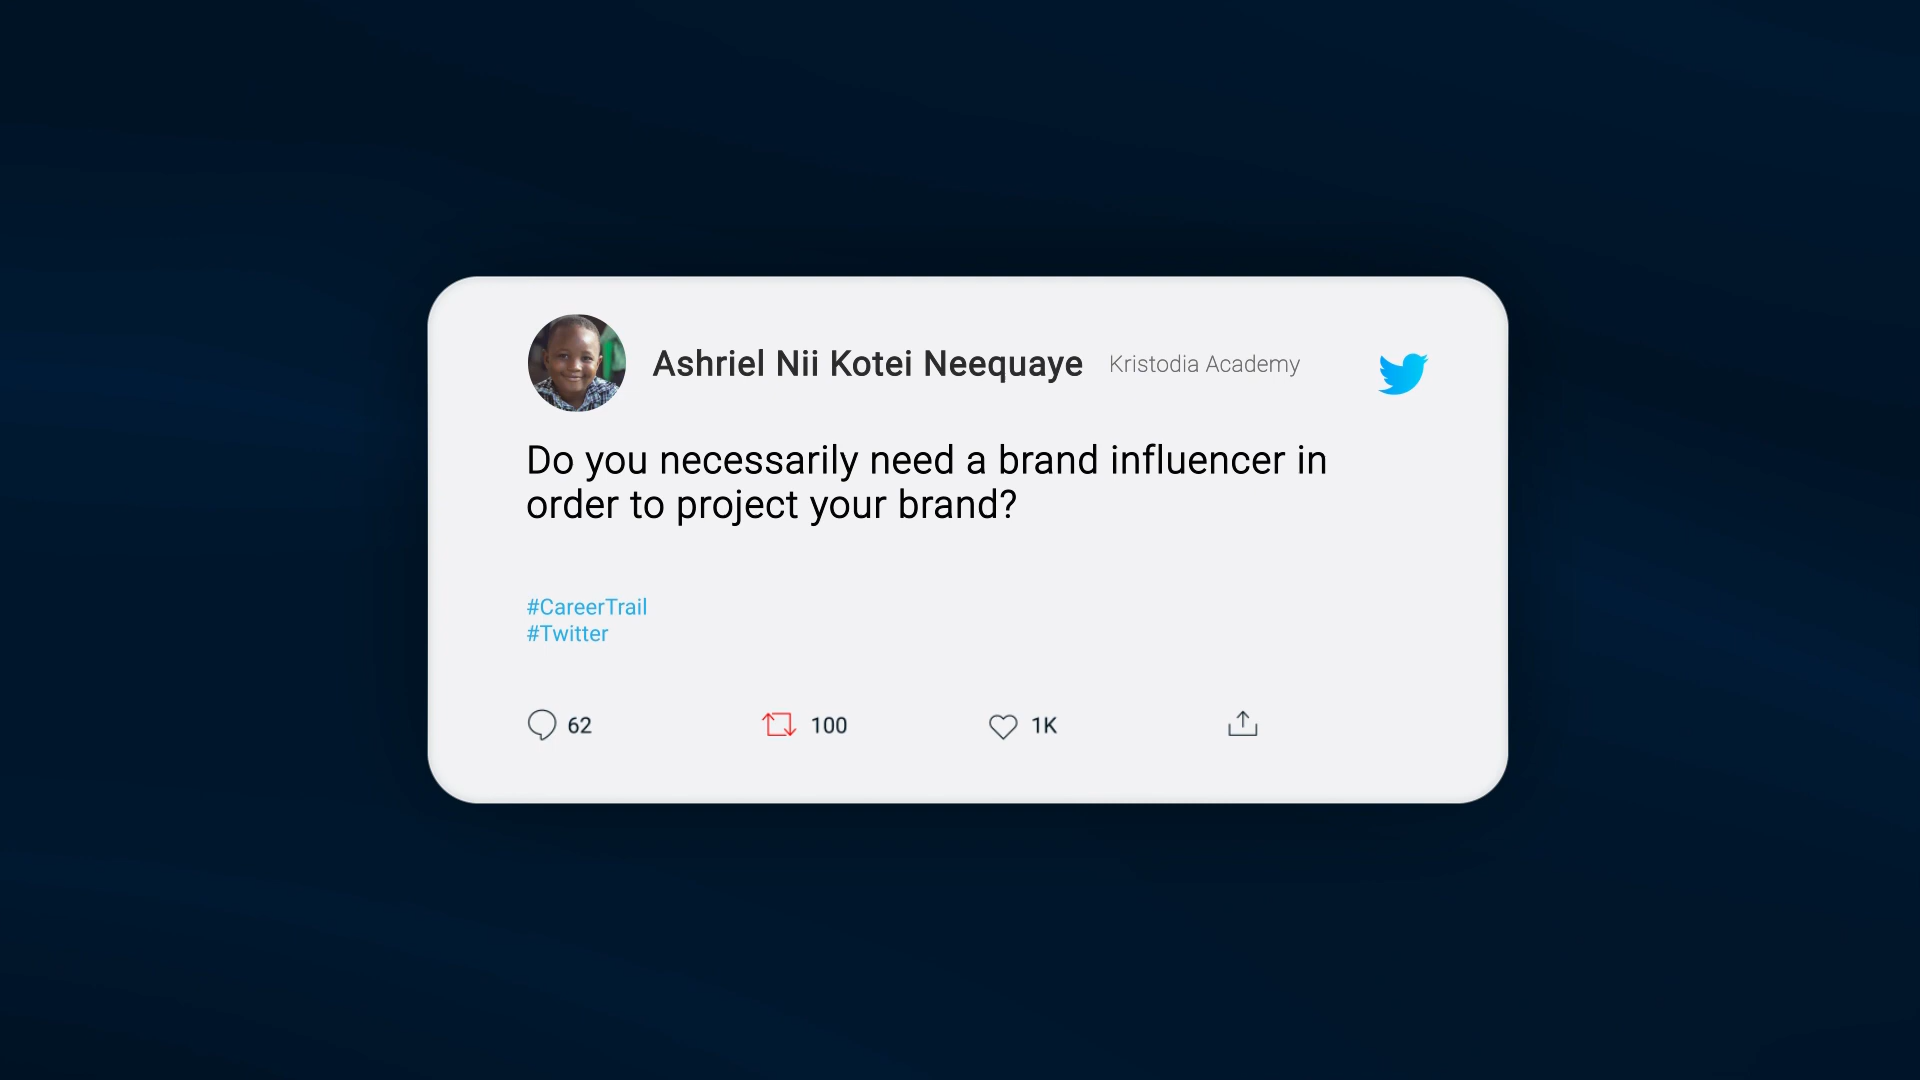 Ashriel Nii Kotei Neequaye Kristodia Academy
Do you necessarily need a brand influencer in
order to project your brand?
#CareerTrail
#Twitter
62 100 1K